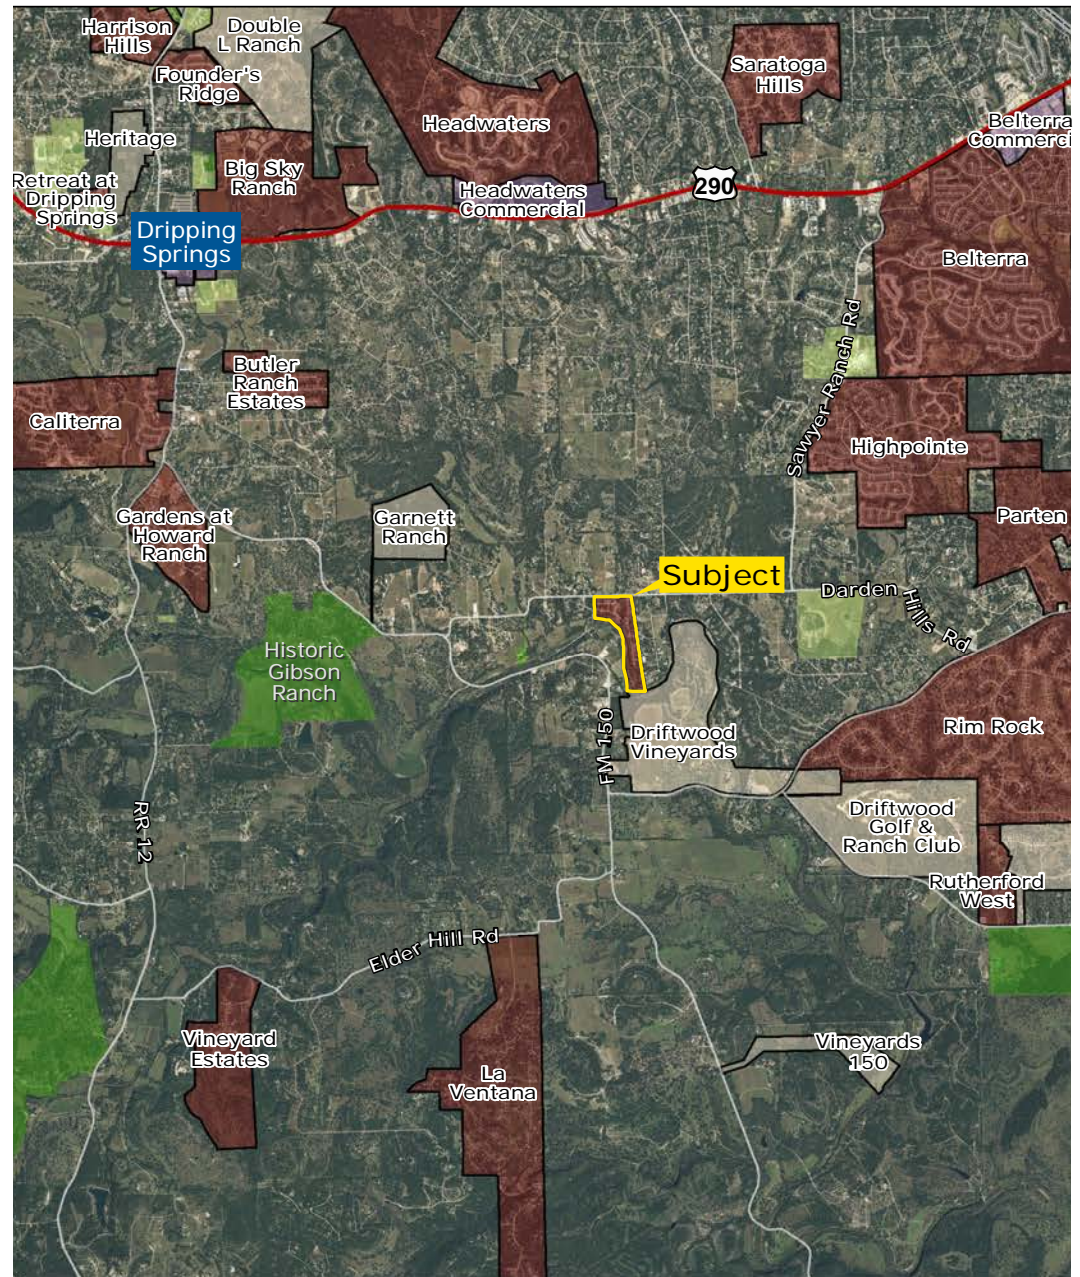 Harrison
Hills
Double
L Ranch
Founder's
Ridge
Saratoga
Hills
Headwaters
Belterra
Commerci
Heritage
Big Sky
Ranch
Retreat at
Dripping
Springs
Headwaters
Commercial
290
Dripping
Springs
Belterra
Sawyer Ranch Rd
Butler
Ranch
Estates
Caliterra
Highpointe
Gardens at
Howard
Ranch
Garnett
Ranch
Parten
Subject
Darden Hills Rd
Historic
Gibson
Ranch
FM 150
Driftwood
Vineyards
Rim Rock
RR 12
Driftwood
Golf &
Ranch Club
Rutherford
West
Elder Hill Rd
Vineyard
Estates
La
Ventana
Vineyards
150